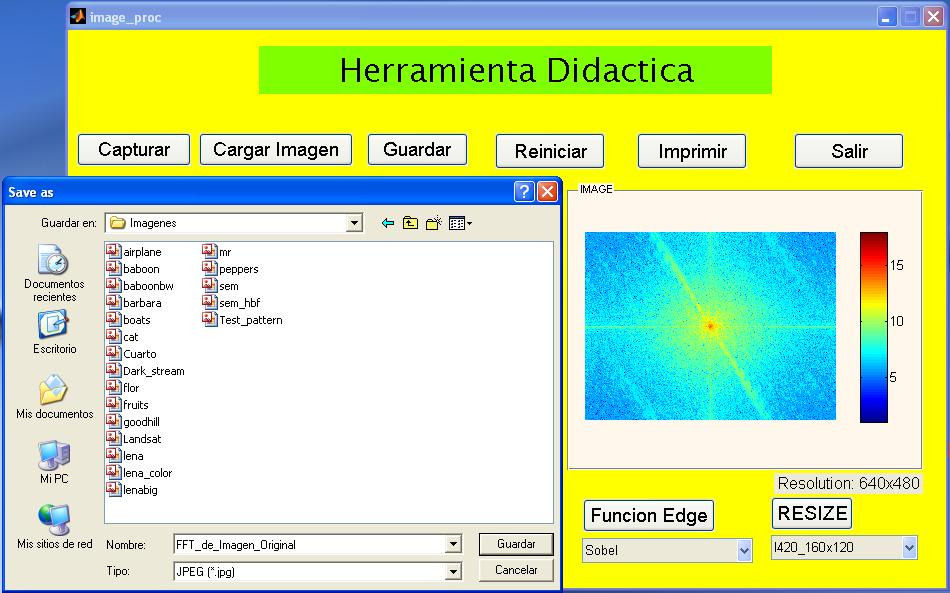 image_proc
Herramienta Didactica
Capturar
Cargar Imagen
Guardar
Reiniciar
Imprimir
Salir
Save as
Guardar en:
Imagenes
Documentos
recientes
Escritorio
Mis documentos
Mi PC
Mis sitios de red
airplane
baboon
baboonbw
barbara
boats
cat
Cuarto
Dark_stream
flor
fruits
goodhill
Landsat
lena
lena_color
lenabig
mr
peppers
sem
sem_hbf
Test_pattern
Nombre:
FFT_de_Imagen_Original
Guardar
Tipo:
JPEG (*.jpg)
Cancelar
IMAGE
15
10
5
Resolution: 640x480
Funcion Edge
RESIZE
Sobel
I420_160x120